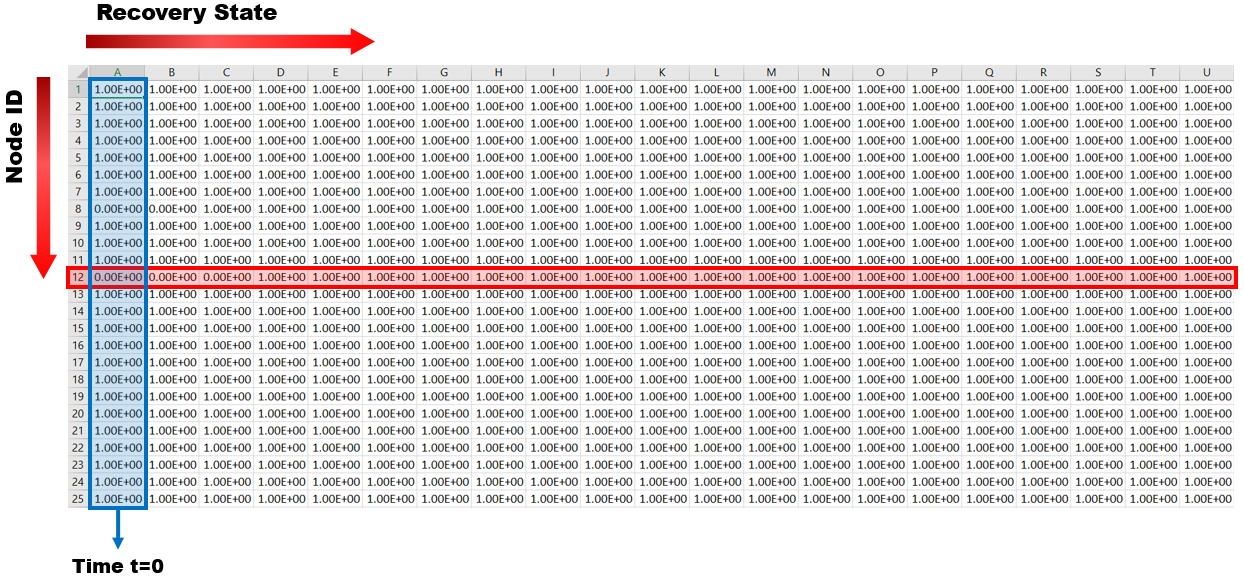 Recovery State
Node ID
A B C D E F G H I J K L M N O P Q R S T U
1 1.00E+00 1.00E+00 1.00E+00 1.00E+00 1.00E+00 1.00E+00 1.00E+00 1.00E+00 1.00E+00 1.00E+00 1.00E+00 1.00E+00 1.00E+00 1.00E+00 1.00E+00 1.00E+00 1.00E+00 1.00E+00 1.00E+00 1.00E+00 1.00E+00
2 1.00E+00 1.00E+00 1.00E+00 1.00E+00 1.00E+00 1.00E+00 1.00E+00 1.00E+00 1.00E+00 1.00E+00 1.00E+00 1.00E+00 1.00E+00 1.00E+00 1.00E+00 1.00E+00 1.00E+00 1.00E+00 1.00E+00 1.00E+00 1.00E+00
3 1.00E+00 1.00E+00 1.00E+00 1.00E+00 1.00E+00 1.00E+00 1.00E+00 1.00E+00 1.00E+00 1.00E+00 1.00E+00 1.00E+00 1.00E+00 1.00E+00 1.00E+00 1.00E+00 1.00E+00 1.00E+00 1.00E+00 1.00E+00 1.00E+00
4 1.00E+00 1.00E+00 1.00E+00 1.00E+00 1.00E+00 1.00E+00 1.00E+00 1.00E+00 1.00E+00 1.00E+00 1.00E+00 1.00E+00 1.00E+00 1.00E+00 1.00E+00 1.00E+00 1.00E+00 1.00E+00 1.00E+00 1.00E+00 1.00E+00
5 1.00E+00 1.00E+00 1.00E+00 1.00E+00 1.00E+00 1.00E+00 1.00E+00 1.00E+00 1.00E+00 1.00E+00 1.00E+00 1.00E+00 1.00E+00 1.00E+00 1.00E+00 1.00E+00 1.00E+00 1.00E+00 1.00E+00 1.00E+00 1.00E+00
6 1.00E+00 1.00E+00 1.00E+00 1.00E+00 1.00E+00 1.00E+00 1.00E+00 1.00E+00 1.00E+00 1.00E+00 1.00E+00 1.00E+00 1.00E+00 1.00E+00 1.00E+00 1.00E+00 1.00E+00 1.00E+00 1.00E+00 1.00E+00 1.00E+00
7 1.00E+00 1.00E+00 1.00E+00 1.00E+00 1.00E+00 1.00E+00 1.00E+00 1.00E+00 1.00E+00 1.00E+00 1.00E+00 1.00E+00 1.00E+00 1.00E+00 1.00E+00 1.00E+00 1.00E+00 1.00E+00 1.00E+00 1.00E+00 1.00E+00
8 0.00E+00 0.00E+00 1.00E+00 1.00E+00 1.00E+00 1.00E+00 1.00E+00 1.00E+00 1.00E+00 1.00E+00 1.00E+00 1.00E+00 1.00E+00 1.00E+00 1.00E+00 1.00E+00 1.00E+00 1.00E+00 1.00E+00 1.00E+00 1.00E+00
9 1.00E+00 1.00E+00 1.00E+00 1.00E+00 1.00E+00 1.00E+00 1.00E+00 1.00E+00 1.00E+00 1.00E+00 1.00E+00 1.00E+00 1.00E+00 1.00E+00 1.00E+00 1.00E+00 1.00E+00 1.00E+00 1.00E+00 1.00E+00 1.00E+00
10 1.00E+00 1.00E+00 1.00E+00 1.00E+00 1.00E+00 1.00E+00 1.00E+00 1.00E+00 1.00E+00 1.00E+00 1.00E+00 1.00E+00 1.00E+00 1.00E+00 1.00E+00 1.00E+00 1.00E+00 1.00E+00 1.00E+00 1.00E+00 1.00E+00
11 1.00E+00 1.00E+00 1.00E+00 1.00E+00 1.00E+00 1.00E+00 1.00E+00 1.00E+00 1.00E+00 1.00E+00 1.00E+00 1.00E+00 1.00E+00 1.00E+00 1.00E+00 1.00E+00 1.00E+00 1.00E+00 1.00E+00 1.00E+00 1.00E+00
12 0.00E+00 0.00E+00 0.00E+00 1.00E+00 1.00E+00 1.00E+00 1.00E+00 1.00E+00 1.00E+00 1.00E+00 1.00E+00 1.00E+00 1.00E+00 1.00E+00 1.00E+00 1.00E+00 1.00E+00 1.00E+00 1.00E+00 1.00E+00 1.00E+00
13 1.00E+00 1.00E+00 1.00E+00 1.00E+00 1.00E+00 1.00E+00 1.00E+00 1.00E+00 1.00E+00 1.00E+00 1.00E+00 1.00E+00 1.00E+00 1.00E+00 1.00E+00 1.00E+00 1.00E+00 1.00E+00 1.00E+00 1.00E+00 1.00E+00
14 1.00E+00 1.00E+00 1.00E+00 1.00E+00 1.00E+00 1.00E+00 1.00E+00 1.00E+00 1.00E+00 1.00E+00 1.00E+00 1.00E+00 1.00E+00 1.00E+00 1.00E+00 1.00E+00 1.00E+00 1.00E+00 1.00E+00 1.00E+00 1.00E+00
15 1.00E+00 1.00E+00 1.00E+00 1.00E+00 1.00E+00 1.00E+00 1.00E+00 1.00E+00 1.00E+00 1.00E+00 1.00E+00 1.00E+00 1.00E+00 1.00E+00 1.00E+00 1.00E+00 1.00E+00 1.00E+00 1.00E+00 1.00E+00 1.00E+00
16 1.00E+00 1.00E+00 1.00E+00 1.00E+00 1.00E+00 1.00E+00 1.00E+00 1.00E+00 1.00E+00 1.00E+00 1.00E+00 1.00E+00 1.00E+00 1.00E+00 1.00E+00 1.00E+00 1.00E+00 1.00E+00 1.00E+00 1.00E+00 1.00E+00
17 1.00E+00 1.00E+00 1.00E+00 1.00E+00 1.00E+00 1.00E+00 1.00E+00 1.00E+00 1.00E+00 1.00E+00 1.00E+00 1.00E+00 1.00E+00 1.00E+00 1.00E+00 1.00E+00 1.00E+00 1.00E+00 1.00E+00 1.00E+00 1.00E+00
18 1.00E+00 1.00E+00 1.00E+00 1.00E+00 1.00E+00 1.00E+00 1.00E+00 1.00E+00 1.00E+00 1.00E+00 1.00E+00 1.00E+00 1.00E+00 1.00E+00 1.00E+00 1.00E+00 1.00E+00 1.00E+00 1.00E+00 1.00E+00 1.00E+00
19 1.00E+00 1.00E+00 1.00E+00 1.00E+00 1.00E+00 1.00E+00 1.00E+00 1.00E+00 1.00E+00 1.00E+00 1.00E+00 1.00E+00 1.00E+00 1.00E+00 1.00E+00 1.00E+00 1.00E+00 1.00E+00 1.00E+00 1.00E+00 1.00E+00
20 1.00E+00 1.00E+00 1.00E+00 1.00E+00 1.00E+00 1.00E+00 1.00E+00 1.00E+00 1.00E+00 1.00E+00 1.00E+00 1.00E+00 1.00E+00 1.00E+00 1.00E+00 1.00E+00 1.00E+00 1.00E+00 1.00E+00 1.00E+00 1.00E+00
21 1.00E+00 1.00E+00 1.00E+00 1.00E+00 1.00E+00 1.00E+00 1.00E+00 1.00E+00 1.00E+00 1.00E+00 1.00E+00 1.00E+00 1.00E+00 1.00E+00 1.00E+00 1.00E+00 1.00E+00 1.00E+00 1.00E+00 1.00E+00 1.00E+00
22 1.00E+00 1.00E+00 1.00E+00 1.00E+00 1.00E+00 1.00E+00 1.00E+00 1.00E+00 1.00E+00 1.00E+00 1.00E+00 1.00E+00 1.00E+00 1.00E+00 1.00E+00 1.00E+00 1.00E+00 1.00E+00 1.00E+00 1.00E+00 1.00E+00
23 1.00E+00 1.00E+00 1.00E+00 1.00E+00 1.00E+00 1.00E+00 1.00E+00 1.00E+00 1.00E+00 1.00E+00 1.00E+00 1.00E+00 1.00E+00 1.00E+00 1.00E+00 1.00E+00 1.00E+00 1.00E+00 1.00E+00 1.00E+00 1.00E+00
24 1.00E+00 1.00E+00 1.00E+00 1.00E+00 1.00E+00 1.00E+00 1.00E+00 1.00E+00 1.00E+00 1.00E+00 1.00E+00 1.00E+00 1.00E+00 1.00E+00 1.00E+00 1.00E+00 1.00E+00 1.00E+00 1.00E+00 1.00E+00 1.00E+00
25 1.00E+00 1.00E+00 1.00E+00 1.00E+00 1.00E+00 1.00E+00 1.00E+00 1.00E+00 1.00E+00 1.00E+00 1.00E+00 1.00E+00 1.00E+00 1.00E+00 1.00E+00 1.00E+00 1.00E+00 1.00E+00 1.00E+00 1.00E+00 1.00E+00
Time t=0